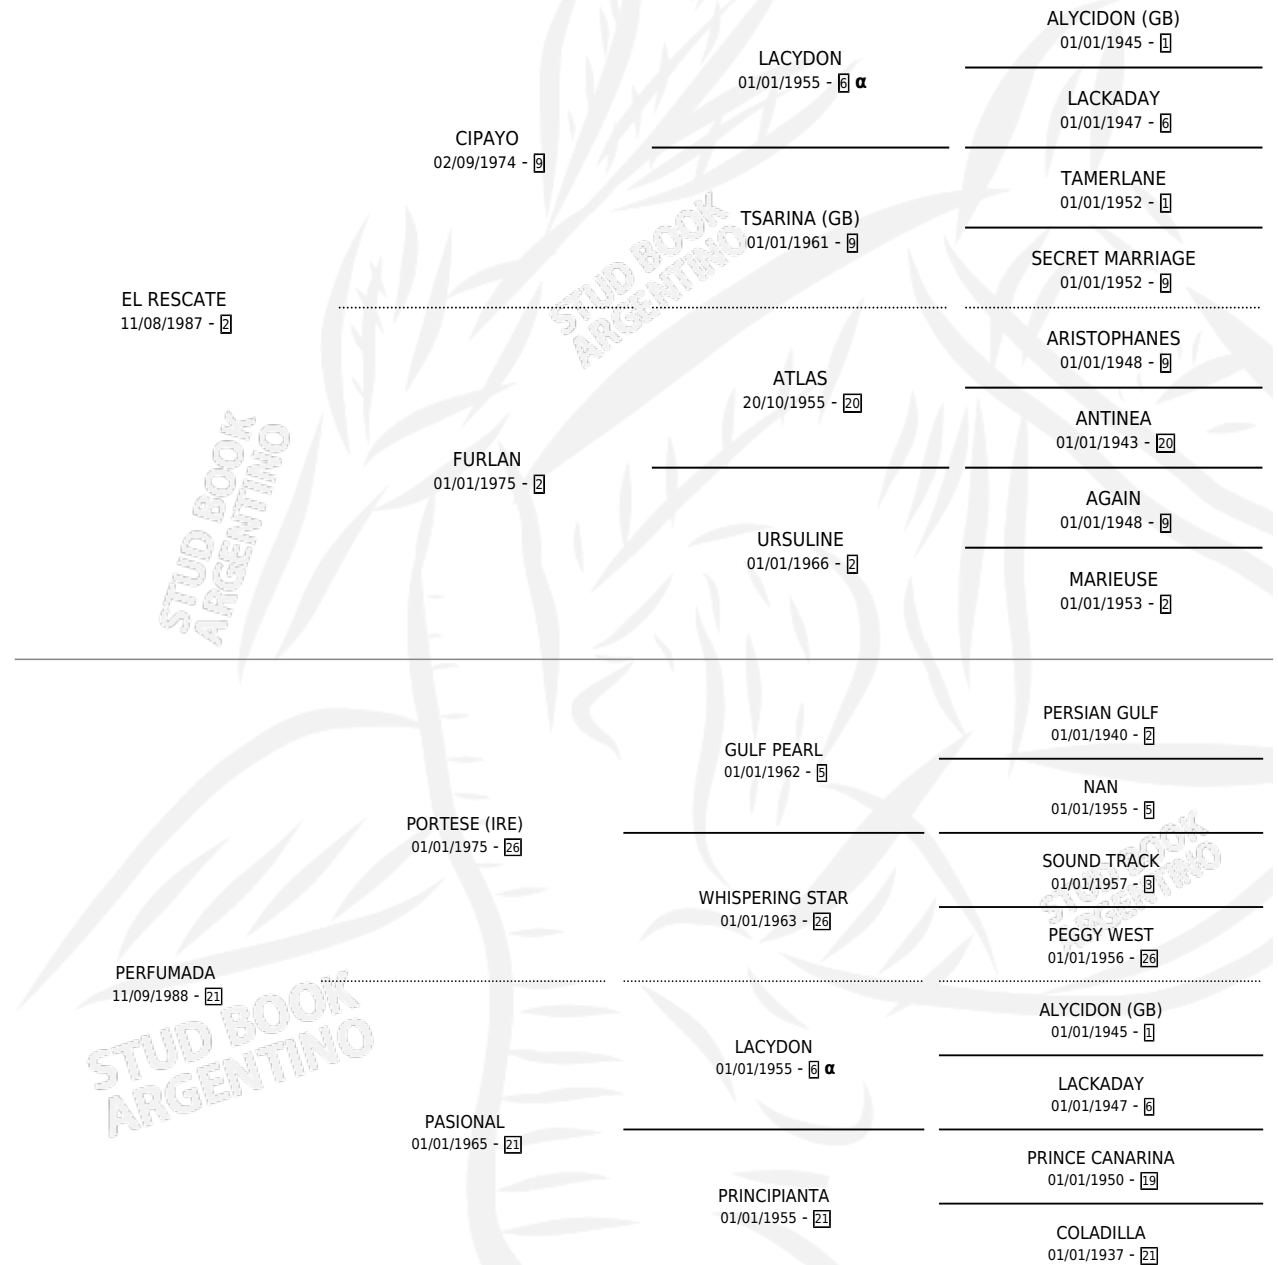 ALYCIDON (GB)
01/01/1945 - 1
LACYDON
01/01/1955 - 6 α
LACKADAY
01/01/1947 - 6
CIPAYO
02/09/1974 - 9
TAMERLANE
01/01/1952 - 1
TSARINA (GB)
01/01/1961 - 9
SECRET MARRIAGE
01/01/1952 - 9
STUD BOOK
ARGENTINO
EL RESCATE
11/08/1987 - 2
ARISTOPHANES
01/01/1948 - 9
ATLAS
20/10/1955 - 20
ANTINEA
01/01/1943 - 20
FURLAN
01/01/1975 - 2
AGAIN
01/01/1948 - 9
URSULINE
01/01/1966 - 2
MARIEUSE
01/01/1953 - 2
STUD BOOK
ARGENTINO
PERSIAN GULF
01/01/1940 - 2
GULF PEARL
01/01/1962 - 5
NAN
01/01/1955 - 5
PORTESE (IRE)
01/01/1975 - 26
SOUND TRACK
01/01/1957 - 3
WHISPERING STAR
01/01/1963 - 26
PEGGY WEST
01/01/1956 - 26
STUD BOOK
ARGENTINO
PERFUMADA
11/09/1988 - 21
ALYCIDON (GB)
01/01/1945 - 1
LACYDON
01/01/1955 - 6 α
LACKADAY
01/01/1947 - 6
PASIONAL
01/01/1965 - 21
PRINCE CANARINA
01/01/1950 - 19
PRINCIPIANTA
01/01/1955 - 21
COLADILLA
01/01/1937 - 21
STUD BOOK
ARGENTINO